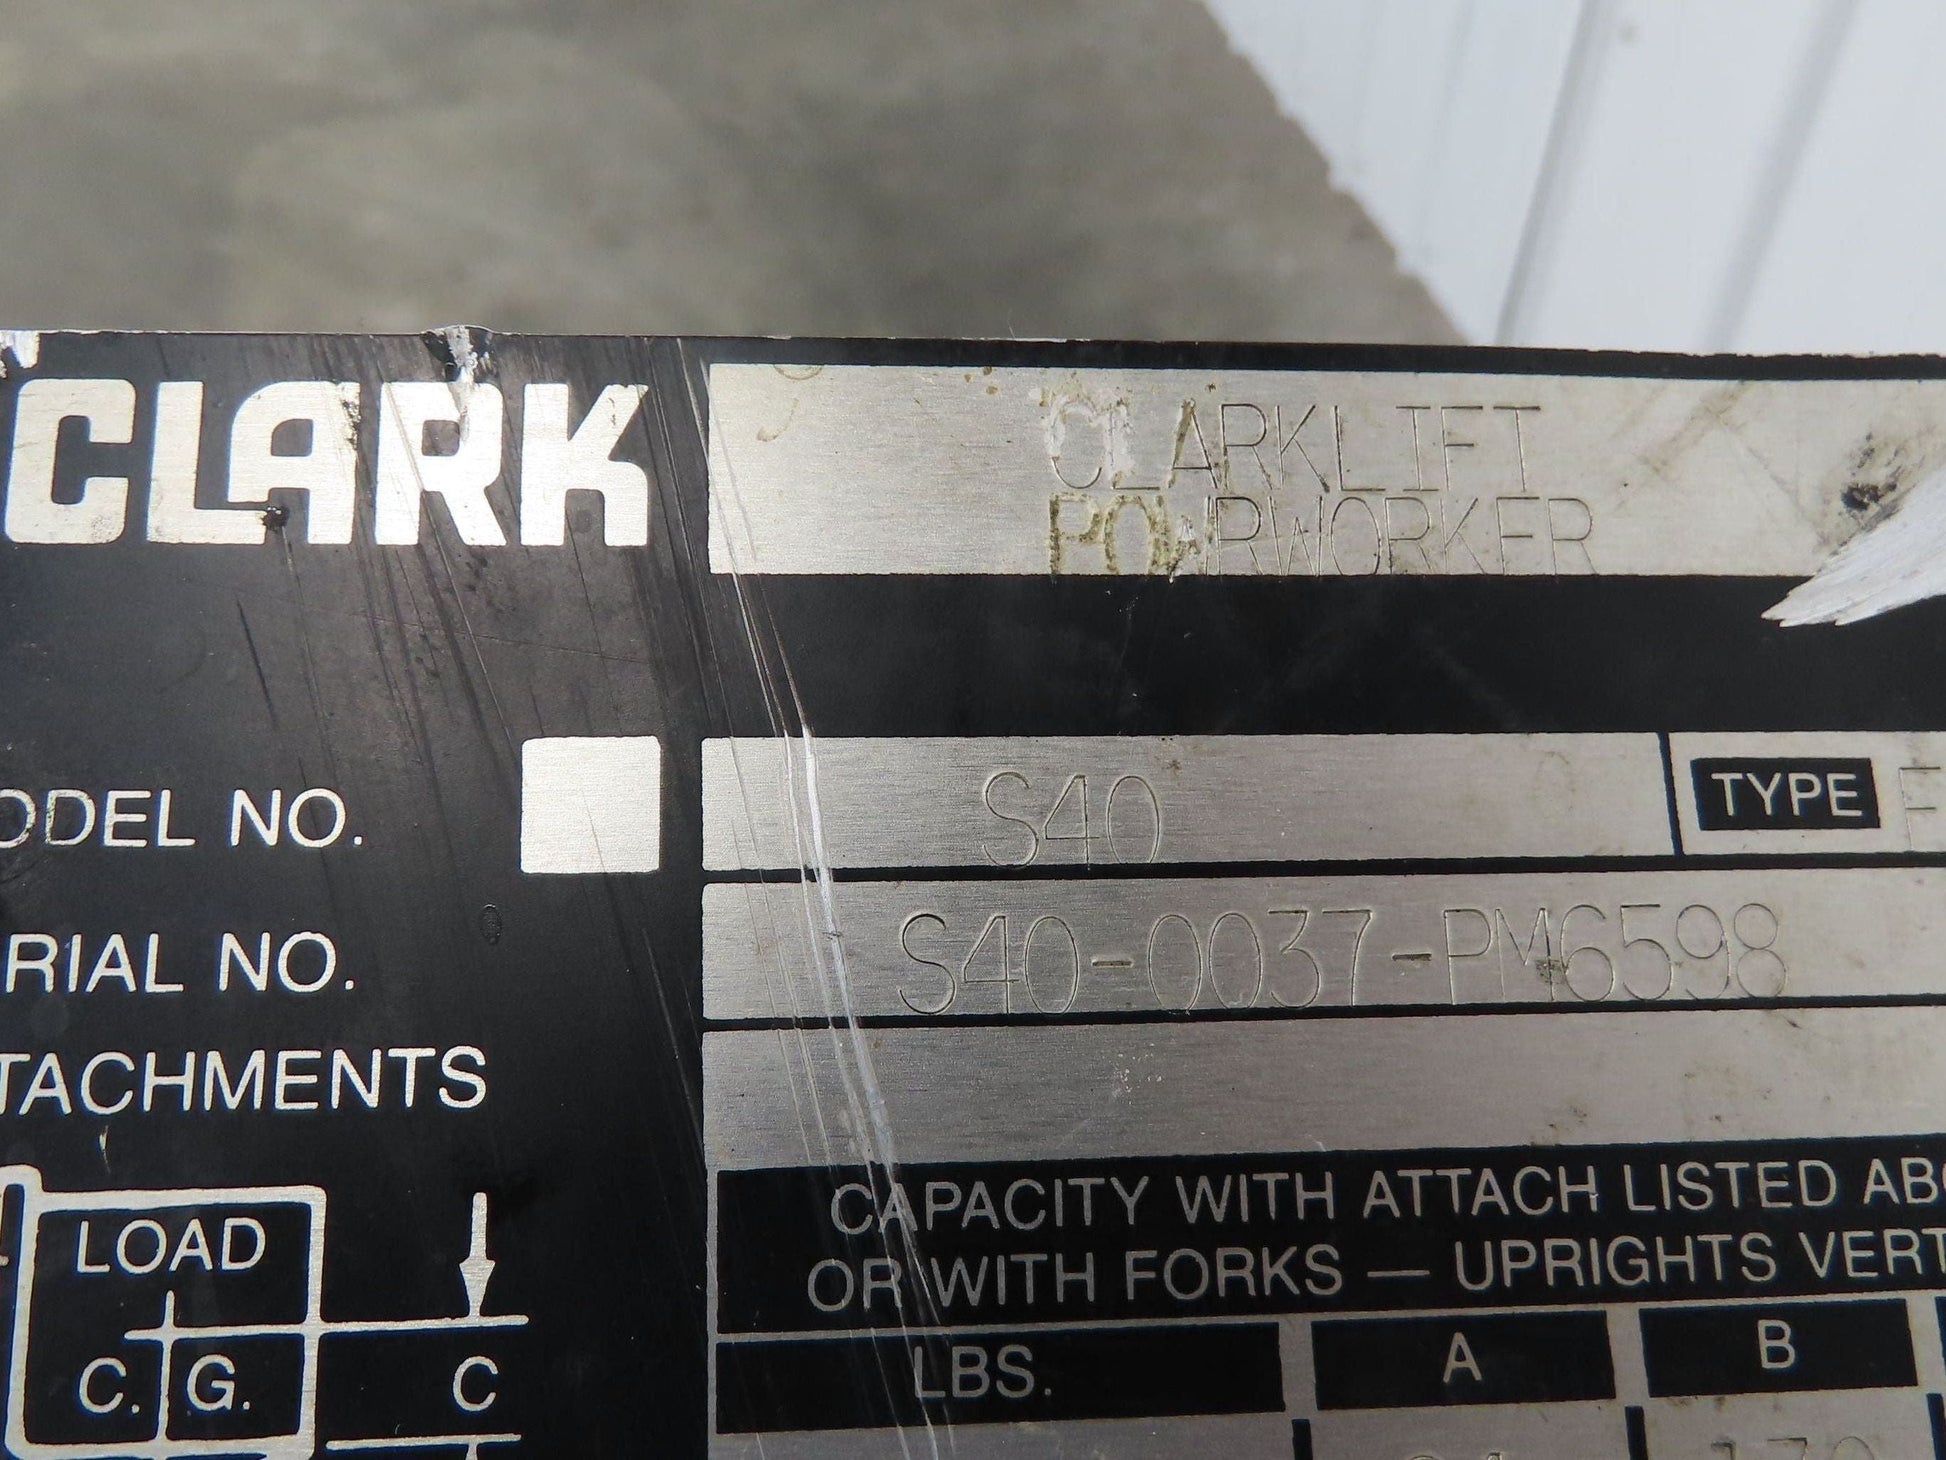 CLARK
CLARKLIFT
POWRWORKER
ODEL NO. S40 TYPE E
RIAL NO. S40-0037-PM6598
TACHMENTS
CAPACITY WITH ATTACH LISTED ABO
OR WITH FORKS — UPRIGHTS VERT
LOAD
C. G. C
LBS. A B